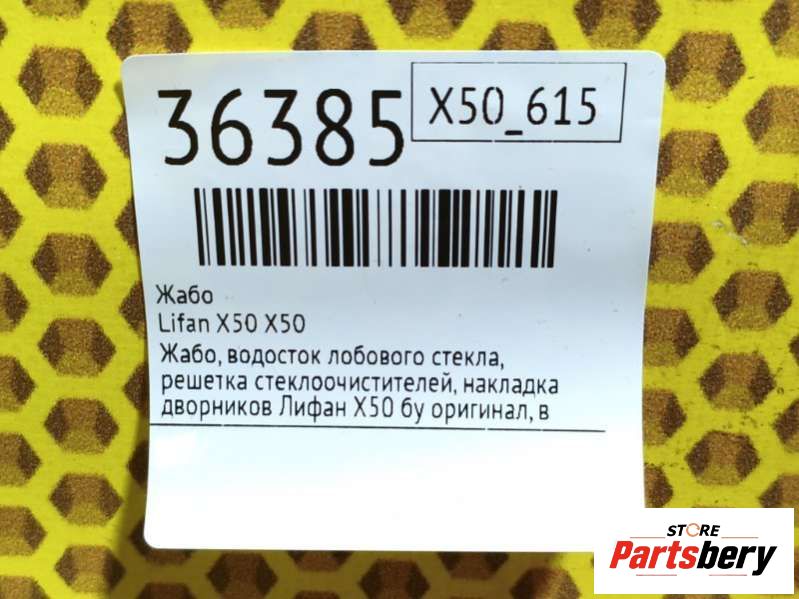 36385
X50_615
Жабо
Lifan X50 X50
Жабо, водосток лобового стекла,
решетка стеклоочистителей, накладка
дворников Лифан Х50 бу оригинал, в
STORE
Partsbery